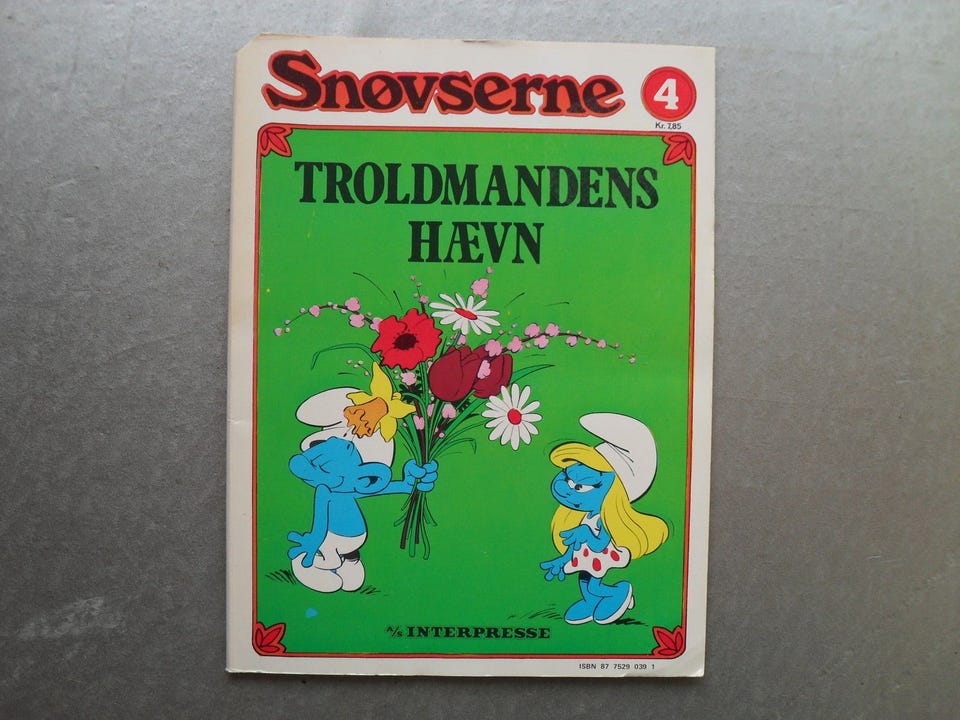 Snøvserne
4
Kr. 7,85
TROLDMANDENS
HÆVN
A/S INTERPRESSE
ISBN 87 7529 039 1